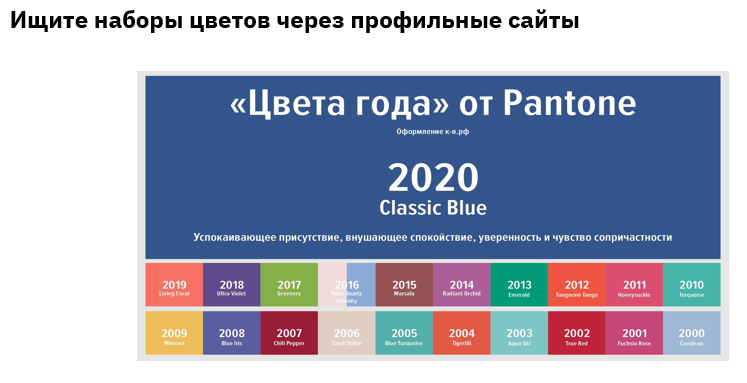 Ищите наборы цветов через профильные сайты
«Цвета года» от Pantone
Оформление к-я.рф
2020
Classic Blue
Успокаивающее присутствие, внушающее спокойствие, уверенность и чувство сопричастности
2019 2018 2017 2016 2015 2014 2013 2012 2011 2010
Living Coral Ultra Violet Greenery Rose Quartz Marsala Radiant Orchid Emerald Tangerine Tango Honeysuckle Turquoise
Serenity
2009 2008 2007 2006 2005 2004 2003 2002 2001 2000
Mimosa Blue Iris Chili Pepper Sand Dollar Blue Turquoise Tigerlill Aqua Ski True Red Fuchsia Rose Cerulean